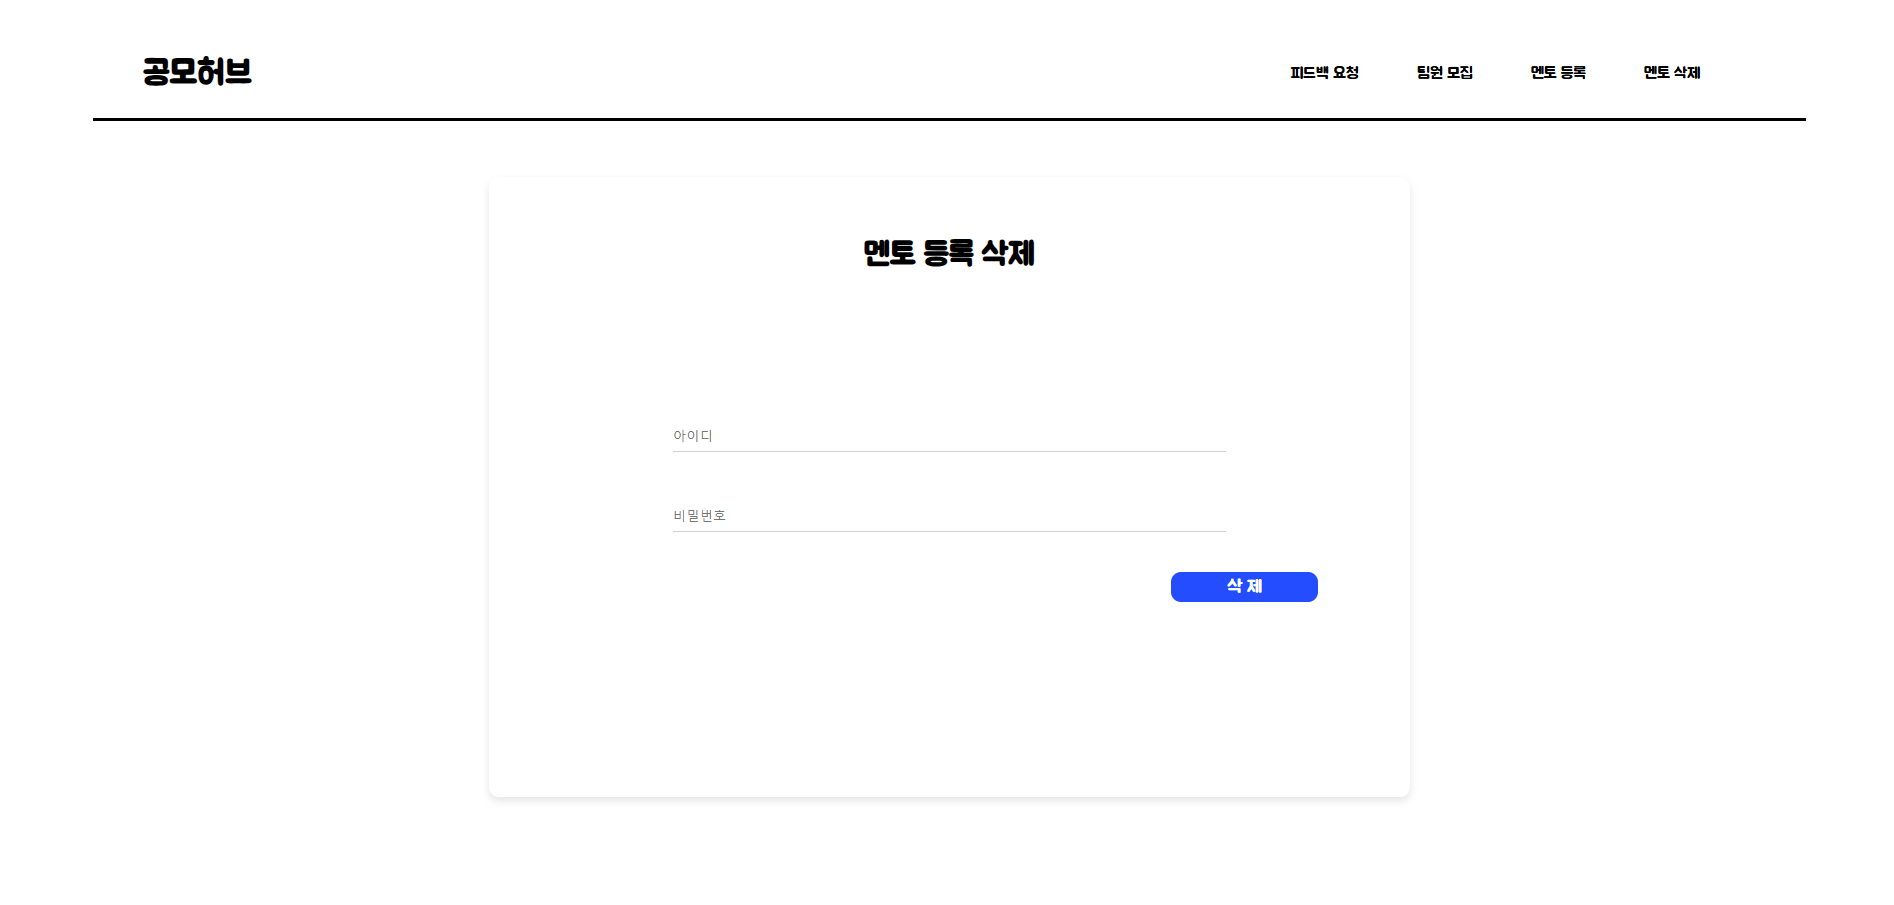 공모허브
피드백 요청 팀원 모집 멘토 등록 멘토 삭제
멘토 등록 삭제
아이디
비밀번호
삭 제